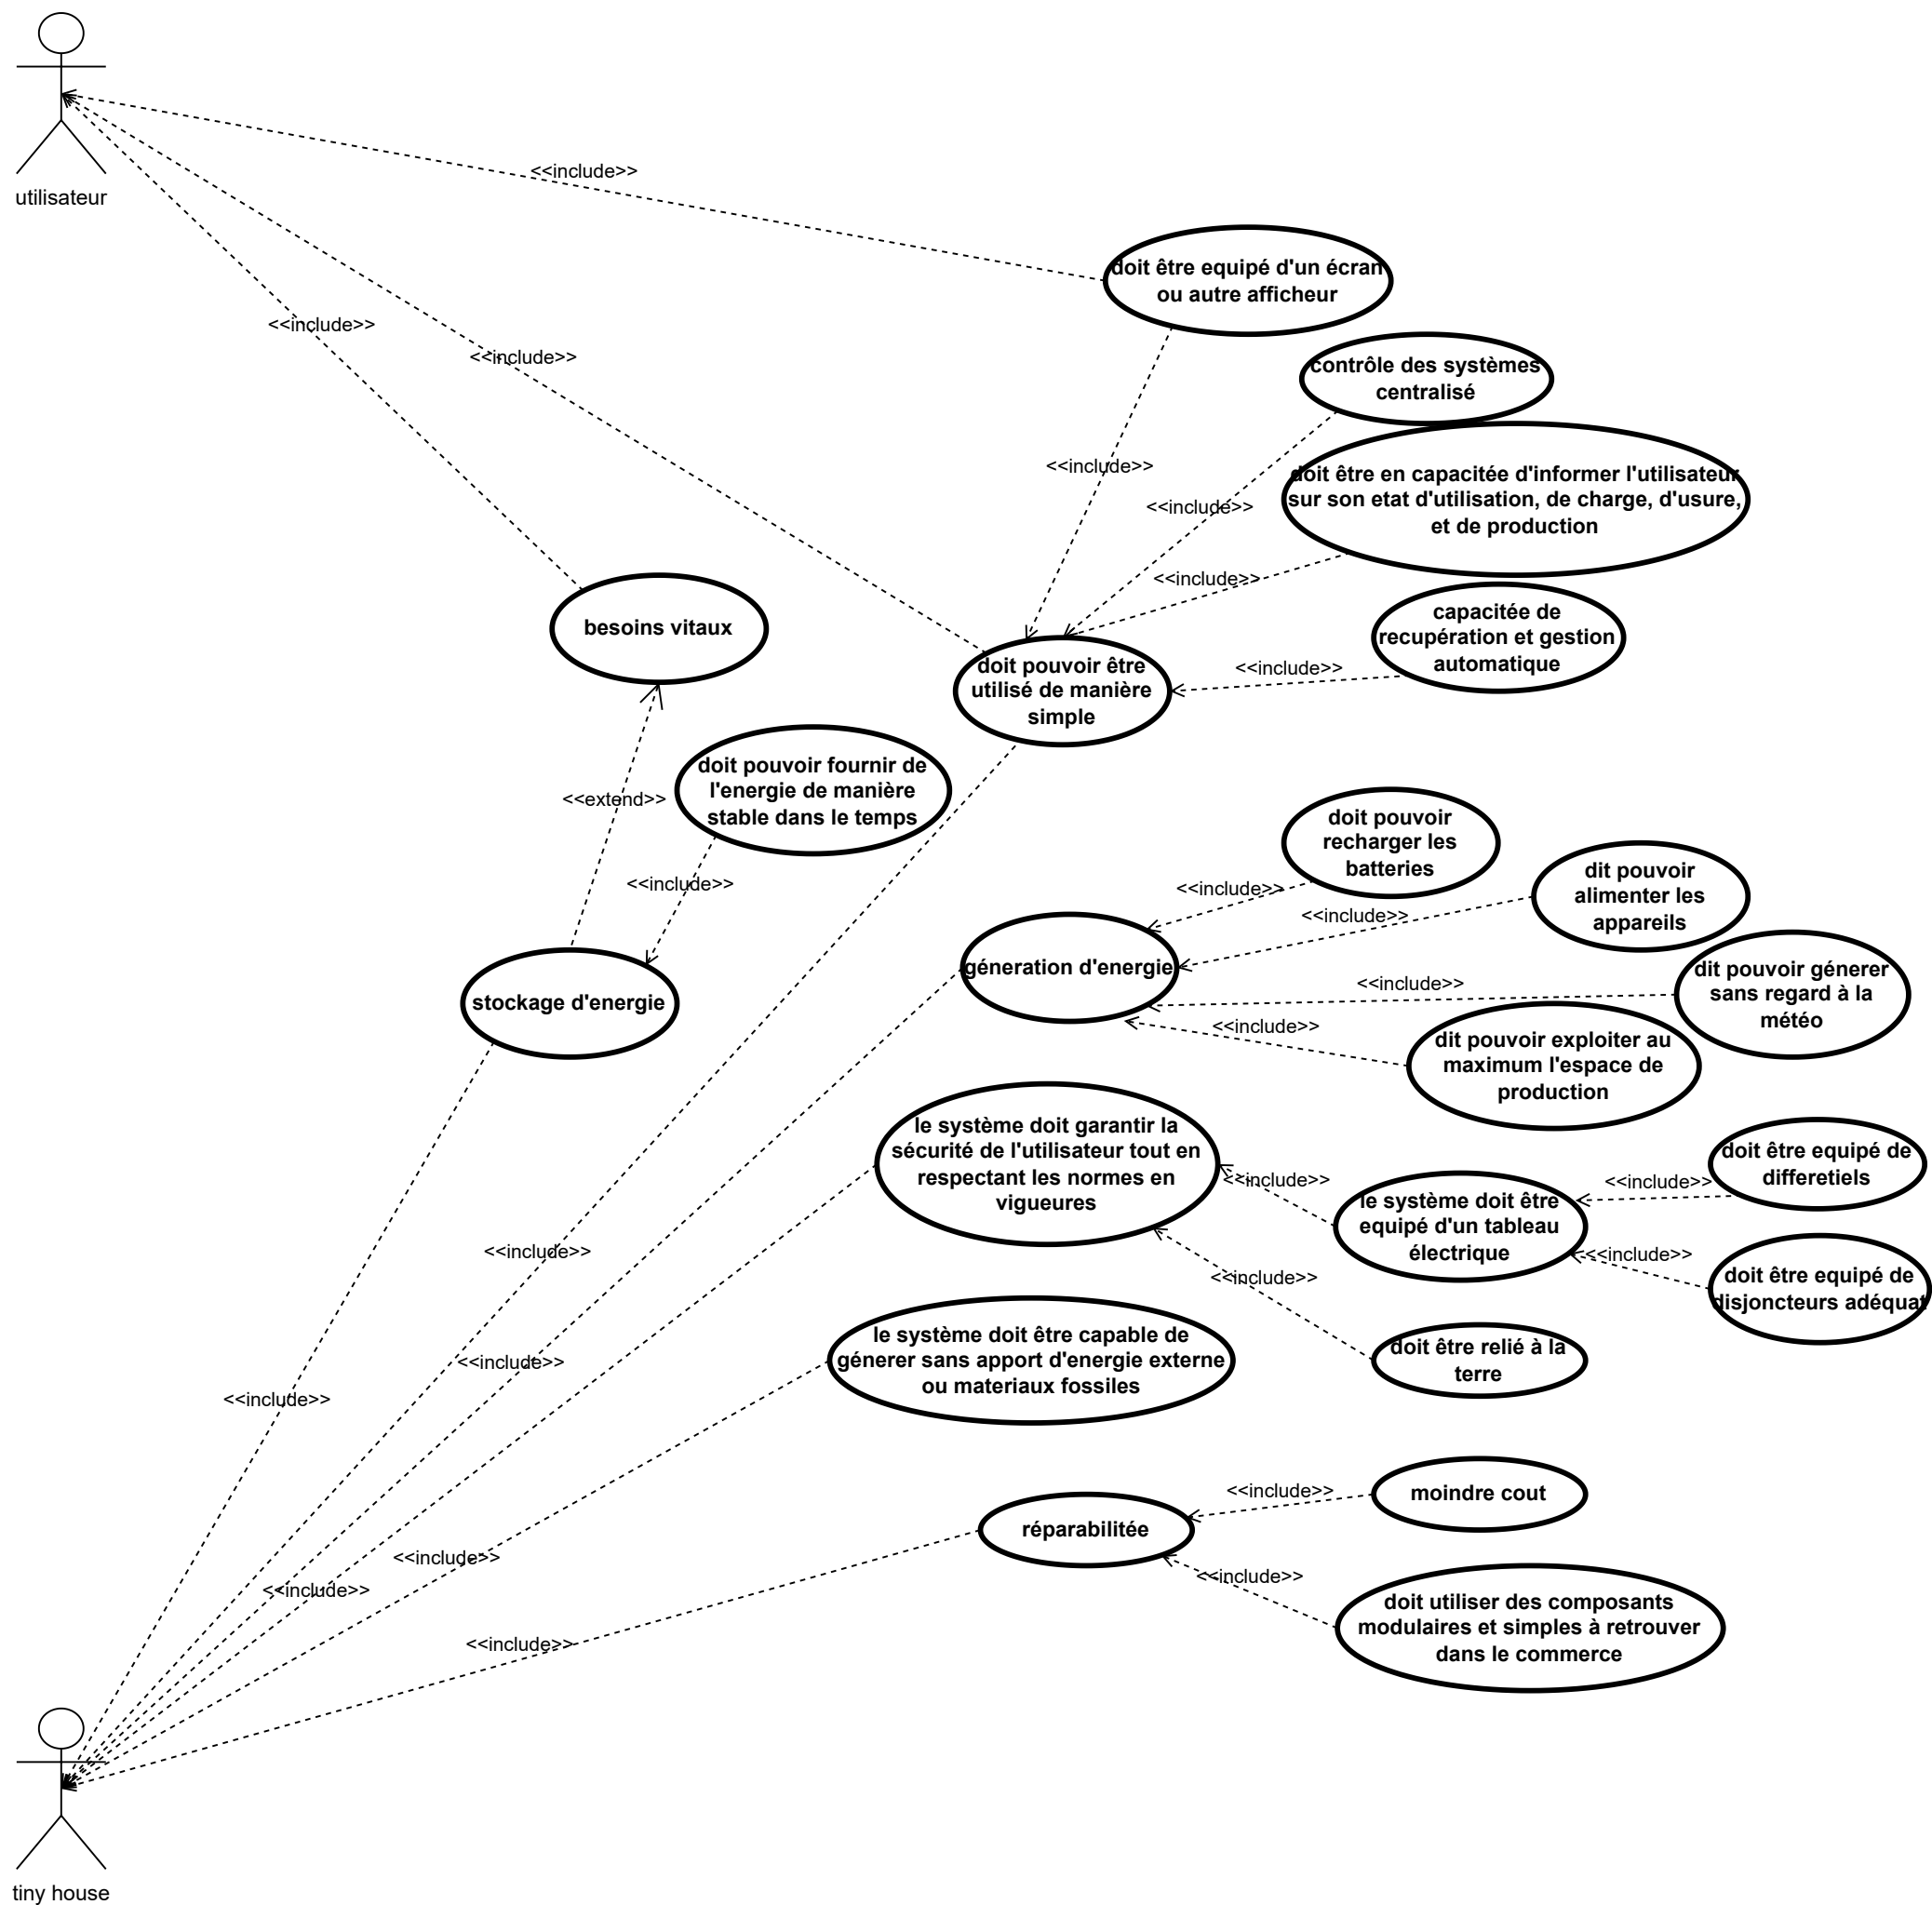 utilisateur
<<include>>
doit être equipé d'un écran
ou autre afficheur
<<include>>
<<include>>
contrôle des systèmes
centralisé
<<include>>
doit être en capacitée d'informer l'utilisateur
sur son etat d'utilisation, de charge, d'usure,
et de production
<<include>>
<<include>>
besoins vitaux
capacitée de
recupération et gestion
automatique
<<include>>
doit pouvoir être
utilisé de manière
simple
doit pouvoir fournir de
l'energie de manière
stable dans le temps
<<extend>>
<<include>>
doit pouvoir
recharger les
batteries
<<include>>
dit pouvoir
alimenter les
appareils
<<include>>
géneration d'energie
stockage d'energie
dit pouvoir génerer
sans regard à la
météo
<<include>>
<<include>>
dit pouvoir exploiter au
maximum l'espace de
production
le système doit garantir la
sécurité de l'utilisateur tout en
respectant les normes en
vigueures
<<include>>
le système doit être
equipé d'un tableau
électrique
<<include>>
doit être equipé de
differetiels
<<include>>
doit être equipé de
disjoncteurs adéquat
<<include>>
<<include>>
doit être relié à la
terre
le système doit être capable de
génerer sans apport d'energie externe
ou materiaux fossiles
<<include>>
<<include>>
<<include>>
<<include>>
<<include>>
moindre cout
réparabilitée
<<include>>
<<include>>
doit utiliser des composants
modulaires et simples à retrouver
dans le commerce
<<include>>
tiny house